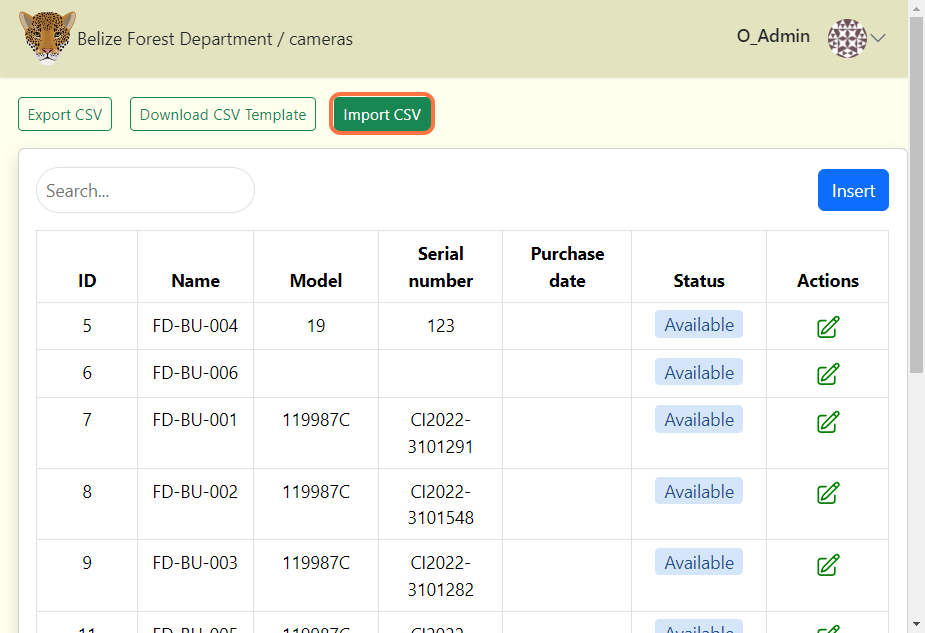 Belize Forest Department / cameras
O_Admin
Export CSV
Download CSV Template
Import CSV
Search...
Insert
ID Name Model Serial number Purchase date Status Actions
5 FD-BU-004 19 123 Available
6 FD-BU-006 Available
7 FD-BU-001 119987C CI2022-3101291 Available
8 FD-BU-002 119987C CI2022-3101548 Available
9 FD-BU-003 119987C CI2022-3101282 Available
11 FD-BU-005 119987C CI2022- Available